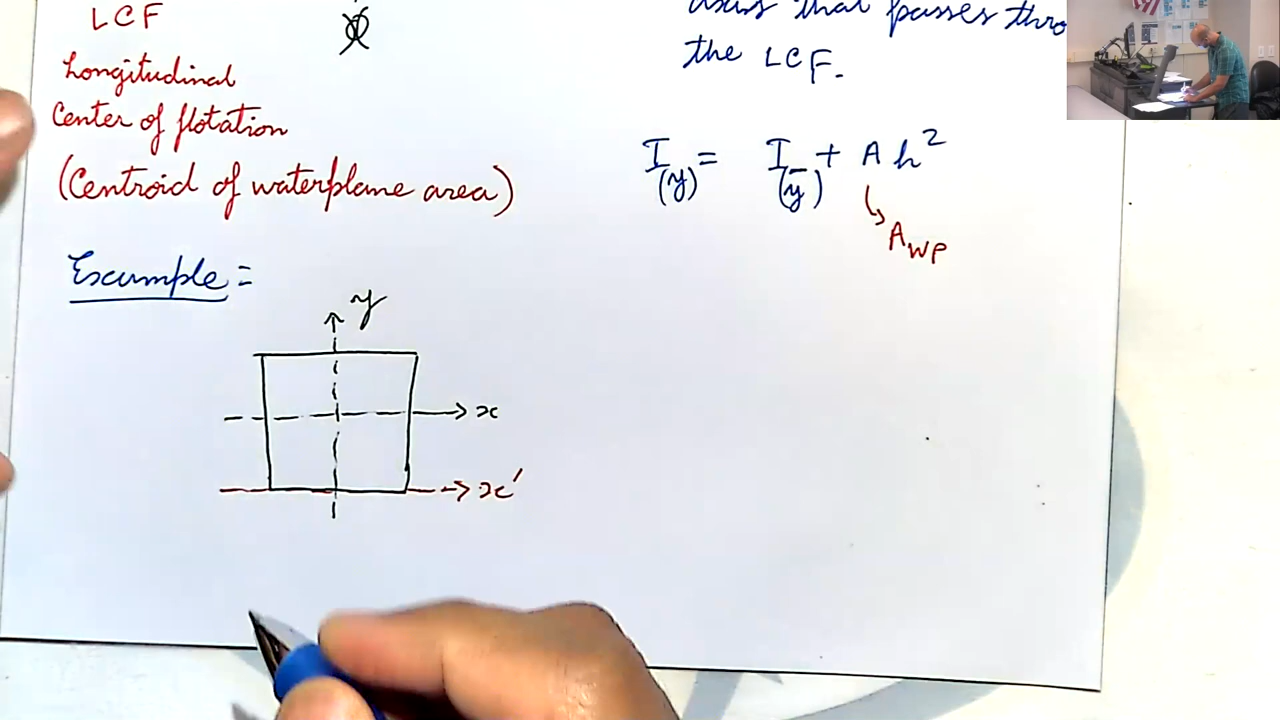 LCF
Longitudinal
Center of flotation
(Centroid of waterplane area)
axis that passes thro
the LCF.
I(y) = I(ȳ) + A h²
A_WP
Example =
y
x
x'